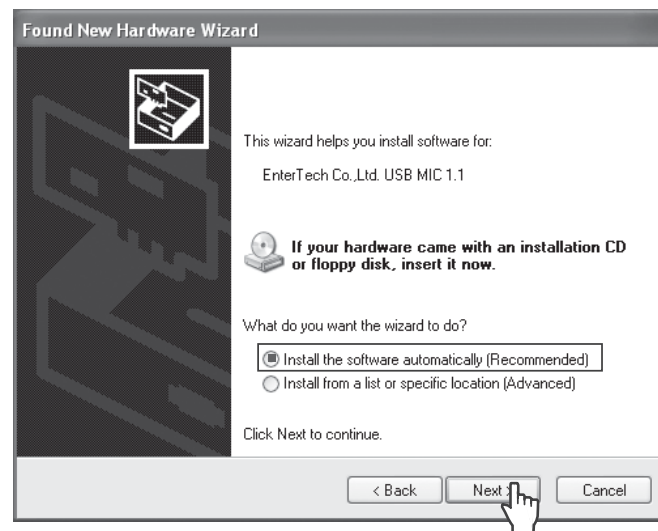 Found New Hardware Wizard
This wizard helps you install software for:
EnterTech Co.,Ltd. USB MIC 1.1
If your hardware came with an installation CD
or floppy disk, insert it now.
What do you want the wizard to do?
Install the software automatically (Recommended)
Install from a list or specific location (Advanced)
Click Next to continue.
< Back
Next >
Cancel